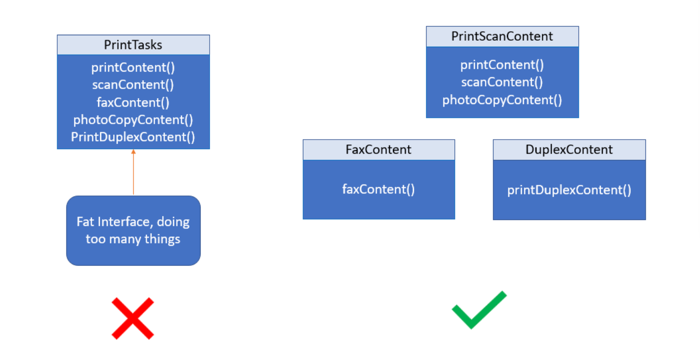 PrintTasks
printContent()
scanContent()
faxContent()
photoCopyContent()
PrintDuplexContent()
Fat Interface, doing
too many things
PrintScanContent
printContent()
scanContent()
photoCopyContent()
FaxContent
faxContent()
DuplexContent
printDuplexContent()